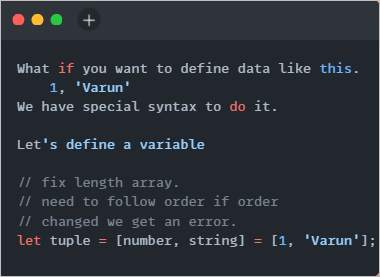 What if you want to define data like this.
1, 'Varun'
We have special syntax to do it.
Let's define a variable
// fix length array.
// need to follow order if order
// changed we get an error.
let tuple = [number, string] = [1, 'Varun'];